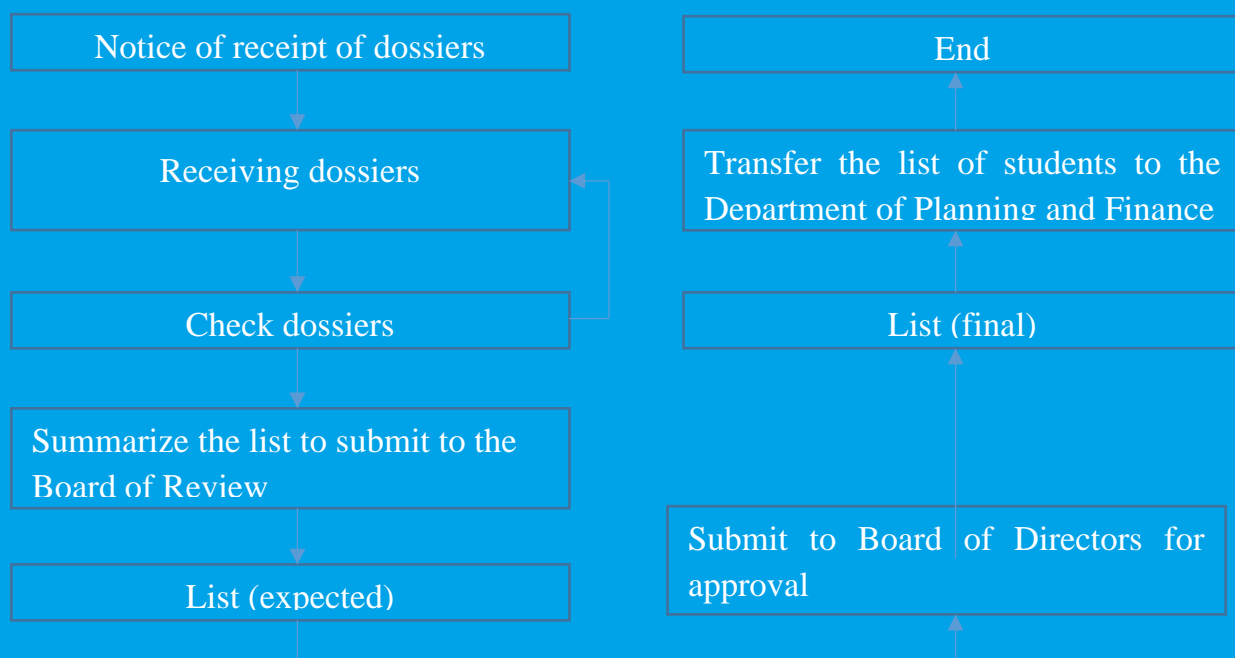 Notice of receipt of dossiers
Receiving dossiers
Check dossiers
Summarize the list to submit to the
Board of Review
List (expected)
End
Transfer the list of students to the
Department of Planning and Finance
List (final)
Submit to Board of Directors for
approval